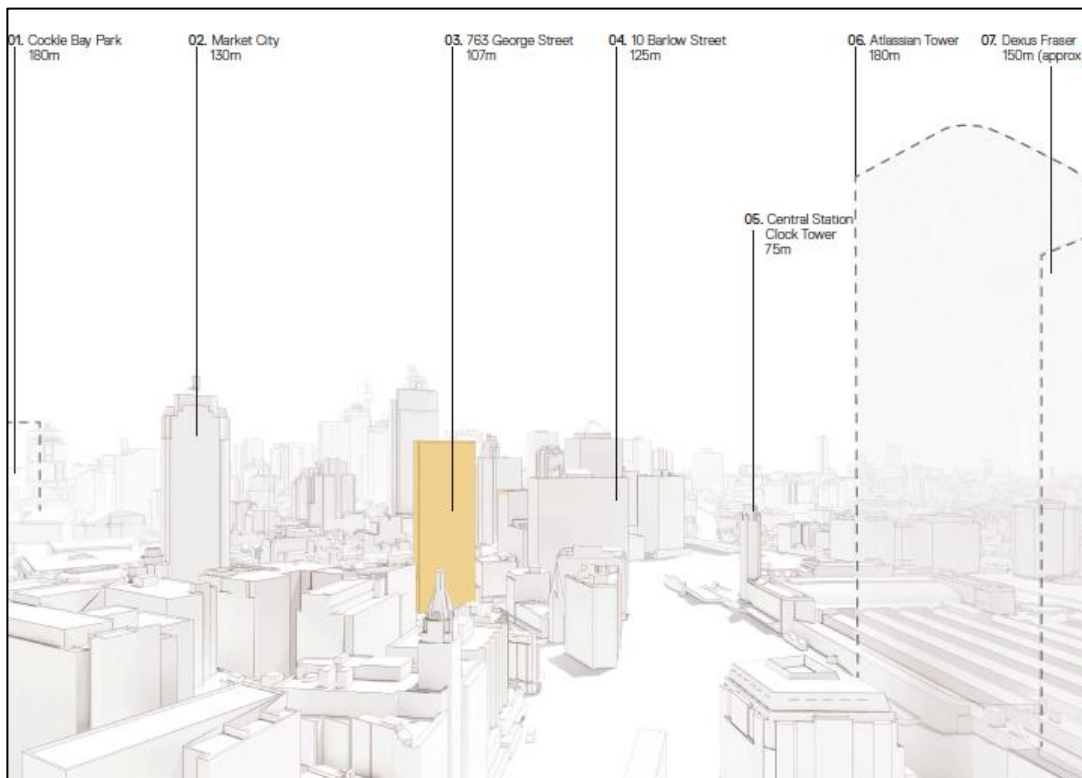 01. Cockle Bay Park
180m
02. Market City
130m
03. 763 George Street
107m
04. 10 Barlow Street
125m
05. Central Station
Clock Tower
75m
06. Atlassian Tower
180m
07. Dexus Fraser
150m (approx